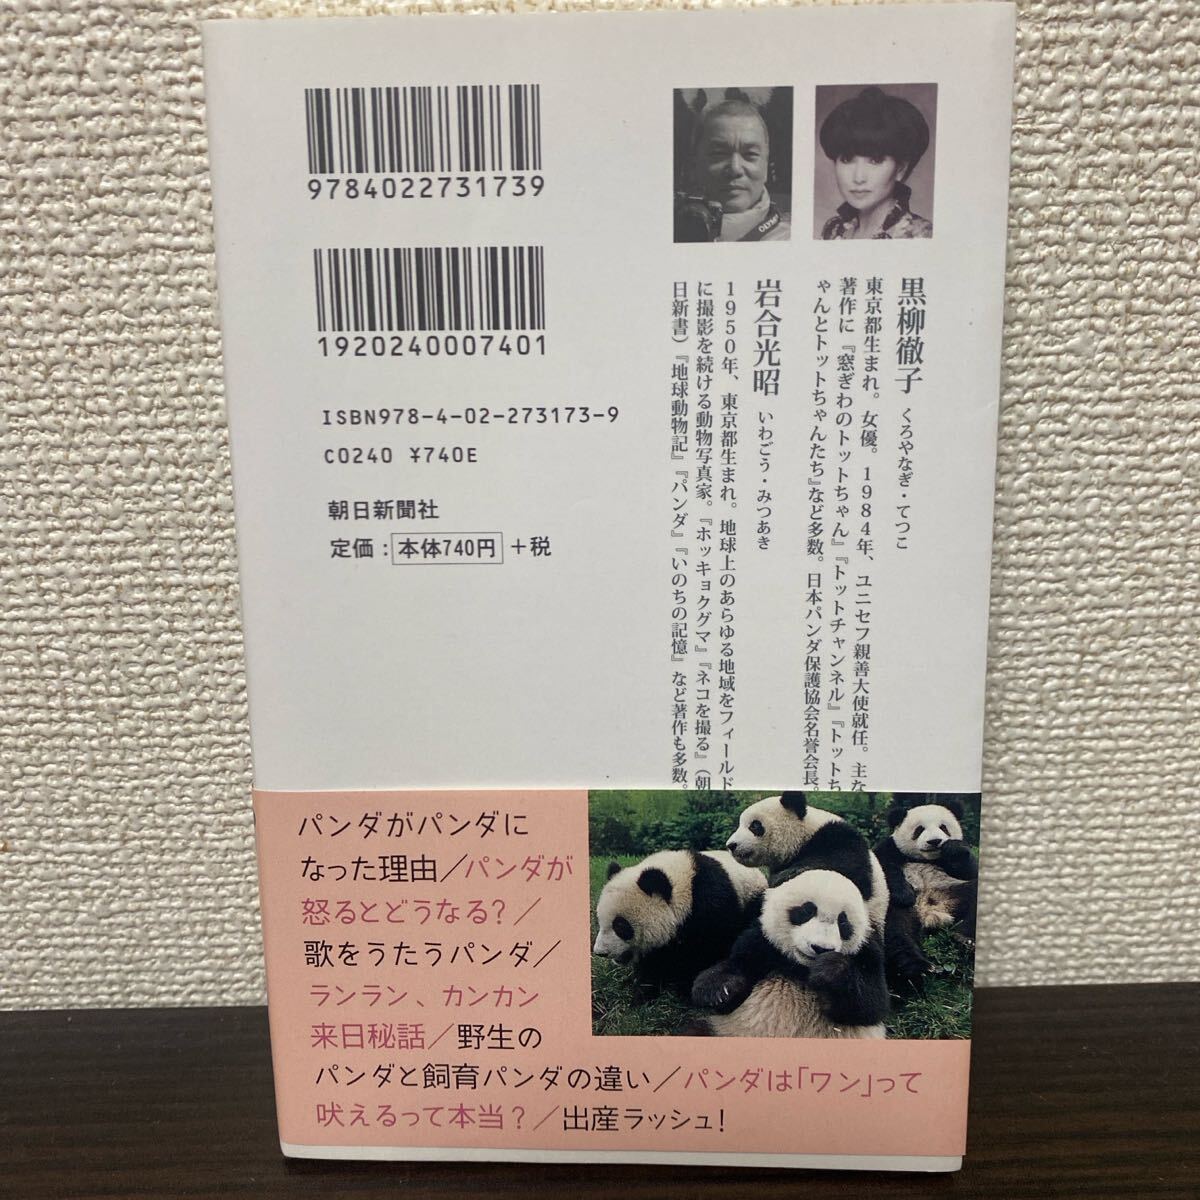 9784022731739
1920240007401
ISBN978-4-02-273173-9
C0240 ¥740E
朝日新聞社
定価：本体740円＋税
OLYMP
黒柳徹子 くろやなぎ・てつこ
東京都生まれ。女優。1984年、ユニセフ親善大使就任。主な
著作に『窓ぎわのトットちゃん』『トットチャンネル』『トットち
ゃんとトットちゃんたち』など多数。日本パンダ保護協会名誉会長。
岩合光昭 いわごう・みつあき
1950年、東京都生まれ。地球上のあらゆる地域をフィールド
に撮影を続ける動物写真家。『ホッキョクグマ』『ネコを撮る』（朝
日新書）『地球動物記』『パンダ』『いのちの記憶』など著作も多数。
パンダがパンダに
なった理由／パンダが
怒るとどうなる？／
歌をうたうパンダ／
ランラン、カンカン
来日秘話／野生の
パンダと飼育パンダの違い／パンダは「ワン」って
吠えるって本当？／出産ラッシュ！